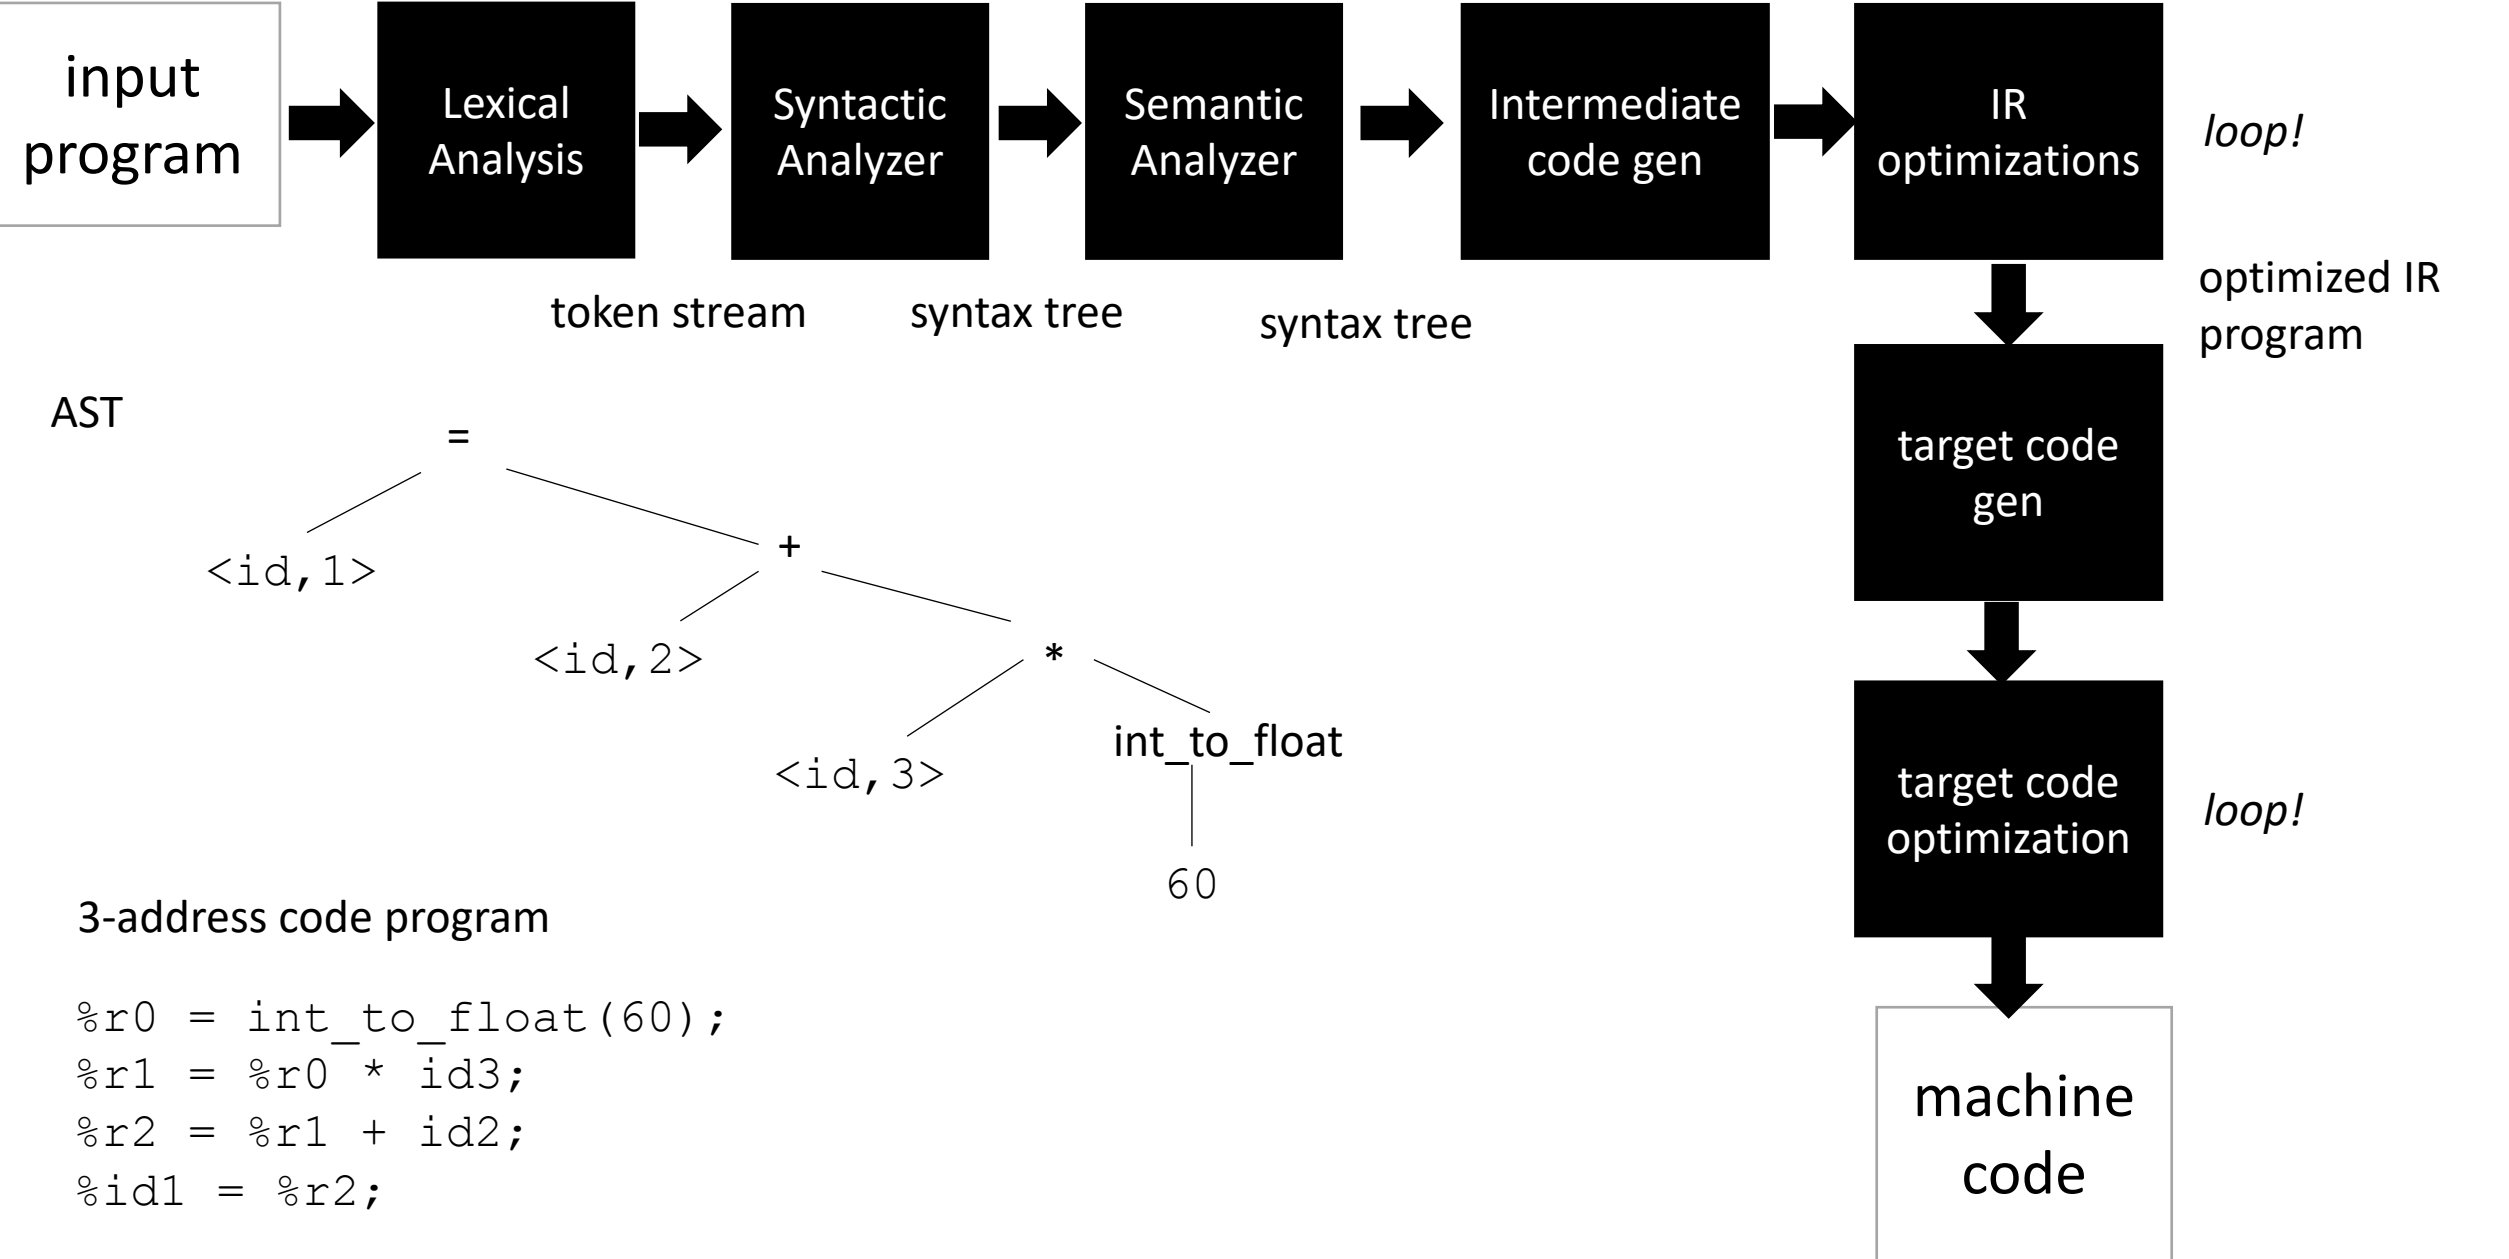 input
program
Lexical
Analysis
Syntactic
Analyzer
Semantic
Analyzer
Intermediate
code gen
IR
optimizations
loop!
token stream
syntax tree
syntax tree
optimized IR
program
AST
=
<id,1>
+
<id,2>
*
<id,3>
int_to_float
60
target code
gen
target code
optimization
loop!
machine
code
3-address code program
%r0 = int_to_float(60);
%r1 = %r0 * id3;
%r2 = %r1 + id2;
%id1 = %r2;